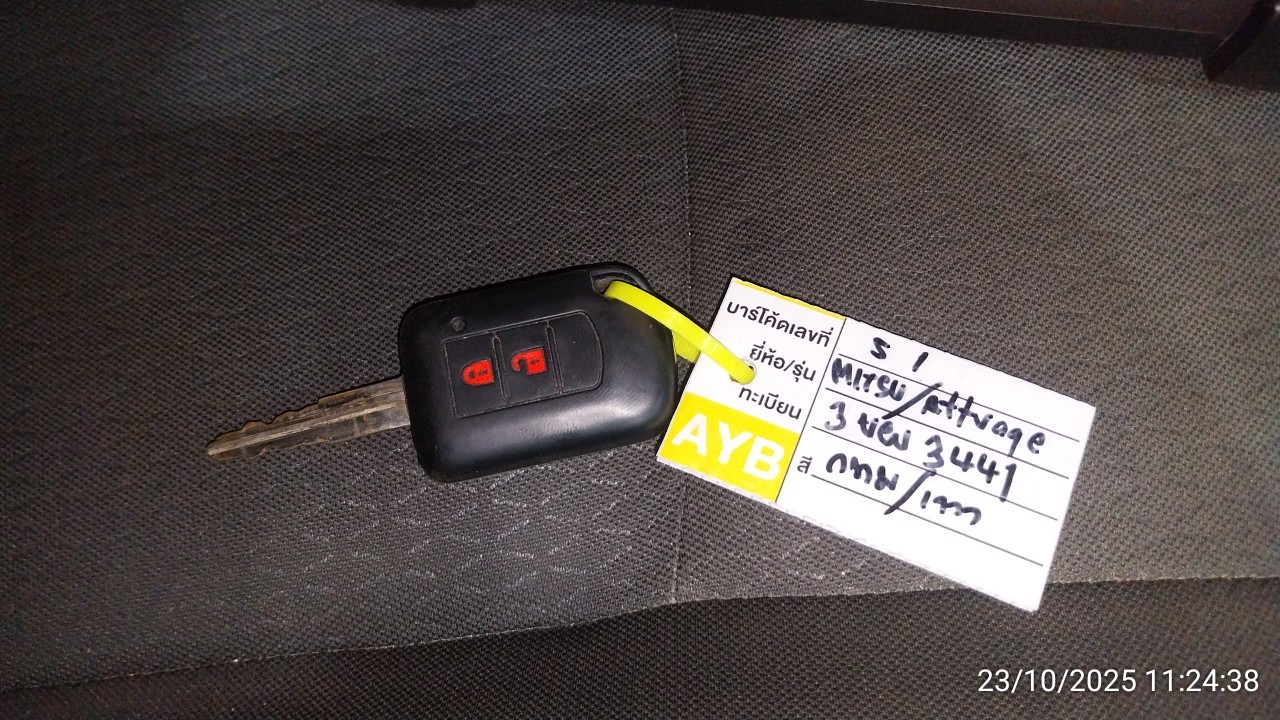 บาร์โค้ดเลขที่ S 1
ยี่ห้อ/รุ่น MITSU/Attrage
ทะเบียน 3 ขย 3441
AYB สี กทม/เทา
23/10/2025 11:24:38